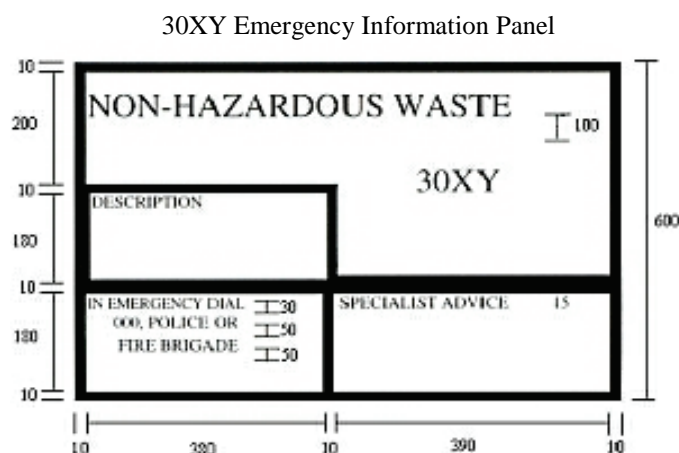 30XY Emergency Information Panel
10
NON-HAZARDOUS WASTE
200
100
30XY
10
DESCRIPTION
600
180
10
IN EMERGENCY DIAL 30
SPECIALIST ADVICE 15
000, POLICE OR 50
180
FIRE BRIGADE 50
10
10 10 390 10